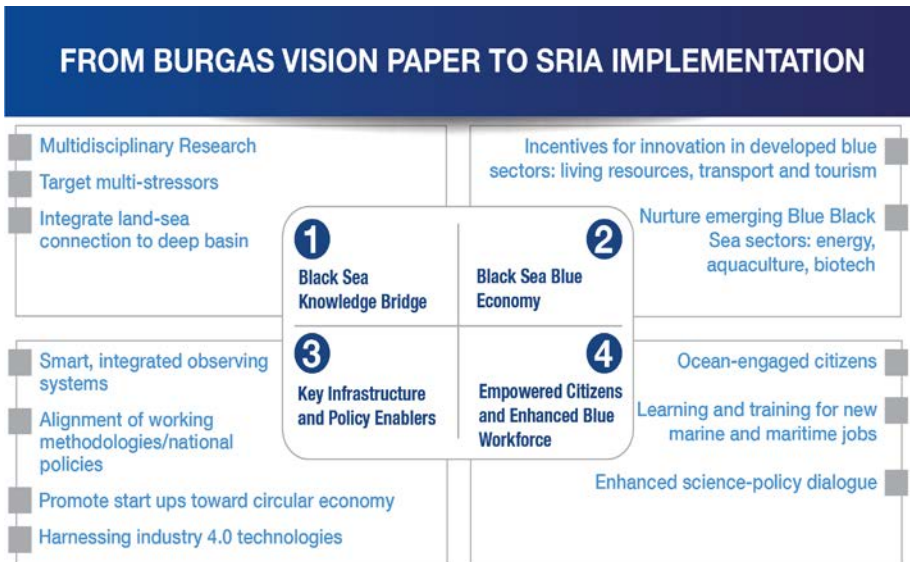 FROM BURGAS VISION PAPER TO SRIA IMPLEMENTATION
Multidisciplinary Research
Target multi-stressors
Integrate land-sea
connection to deep basin
1
Black Sea
Knowledge Bridge
Incentives for innovation in developed blue
sectors: living resources, transport and tourism
Nurture emerging Blue Black
Sea sectors: energy,
aquaculture, biotech
2
Black Sea Blue
Economy
Smart, integrated observing
systems
Alignment of working
methodologies/national
policies
Promote start ups toward circular economy
Harnessing industry 4.0 technologies
3
Key Infrastructure
and Policy Enablers
4
Empowered Citizens
and Enhanced Blue
Workforce
Ocean-engaged citizens
Learning and training for new
marine and maritime jobs
Enhanced science-policy dialogue